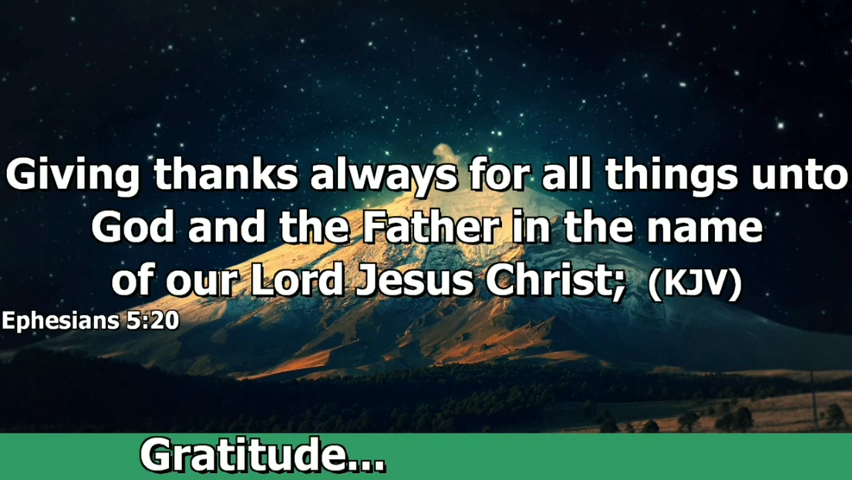 Giving thanks always for all things unto
God and the Father in the name
of our Lord Jesus Christ; (KJV)
Ephesians 5:20
Gratitude...